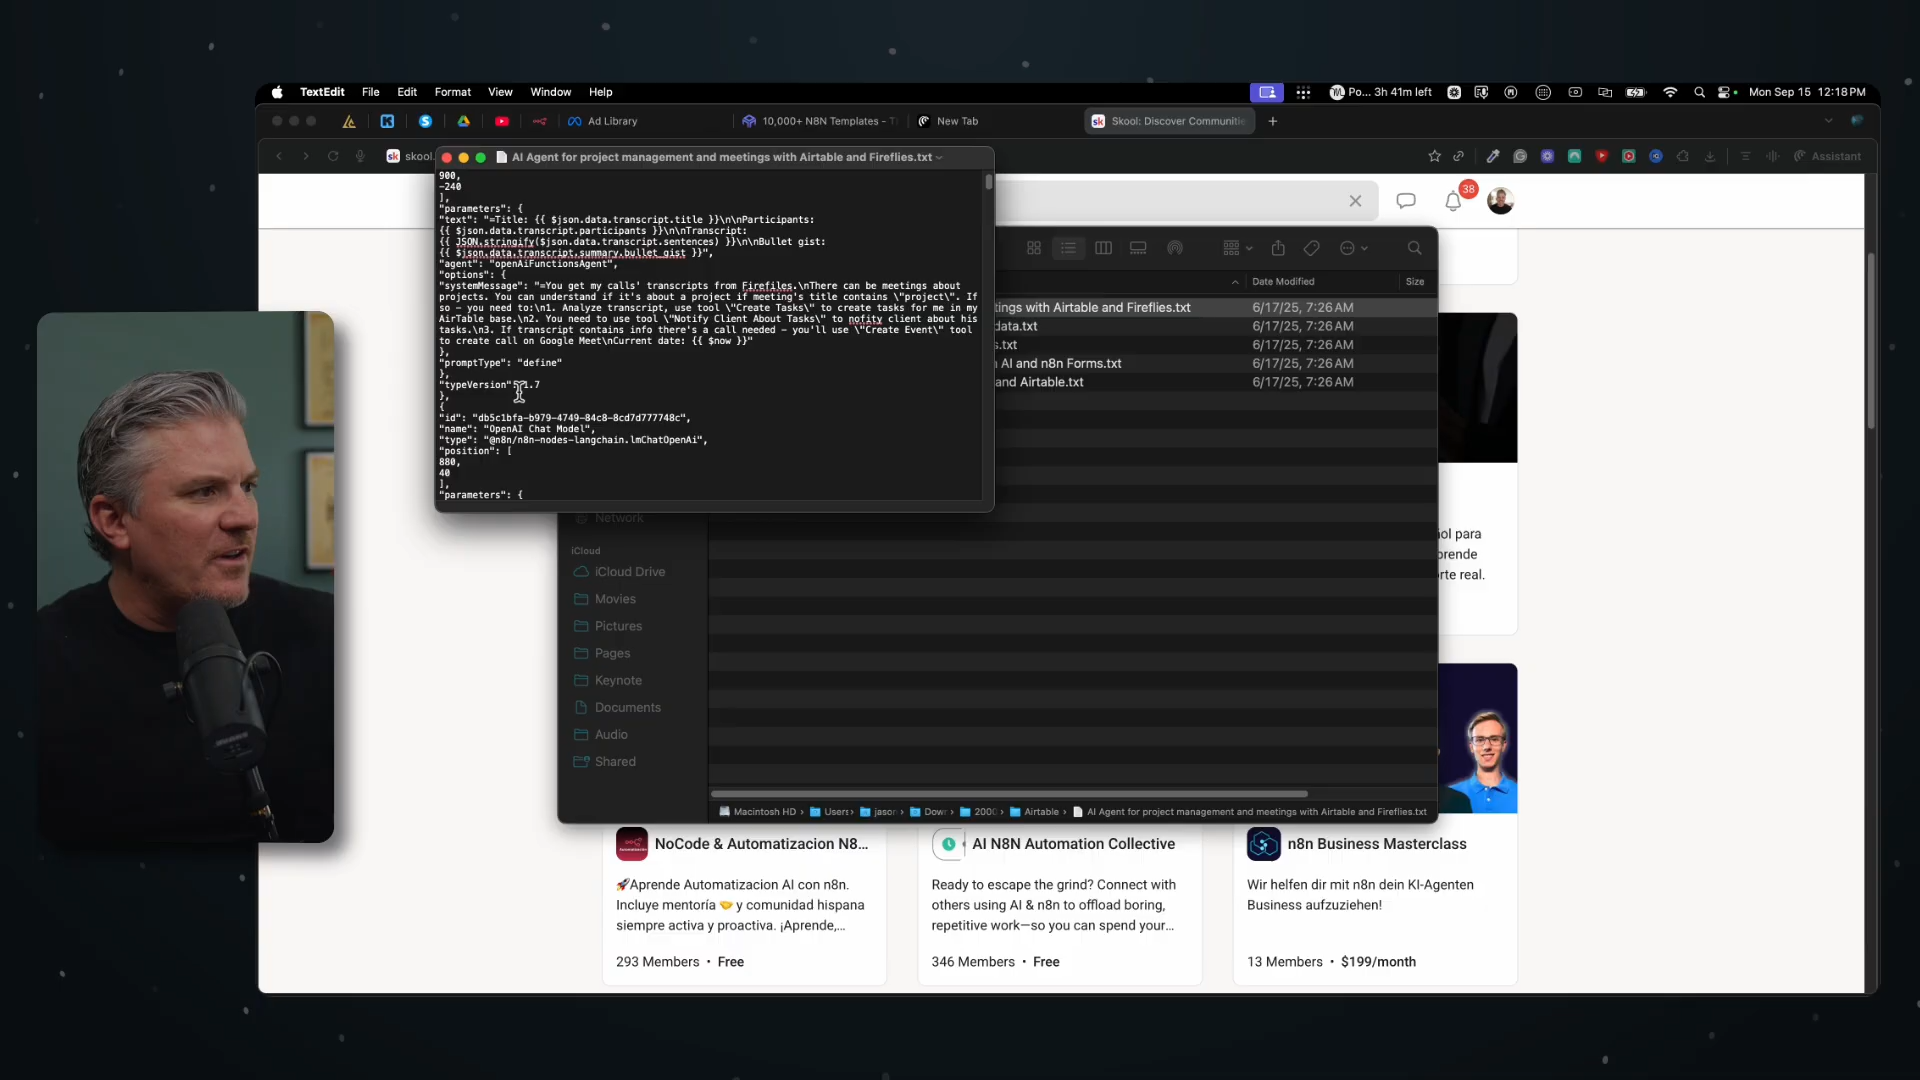 TextEdit File Edit Format View Window Help
Po... 3h 41m left
Mon Sep 15 12:18 PM
Ad Library
10,000+ N8N Templates -
New Tab
sk Skool: Discover Communitie
sk skool.
Assistant
AI Agent for project management and meetings with Airtable and Fireflies.txt
38
900,
-240
],
"parameters": {
"text": "=Title: {{ $json.data.transcript.title }}\n\nParticipants:
{{ $json.data.transcript.participants }}\n\nTranscript:
{{ JSON.stringify($json.data.transcript.sentences) }}\n\nBullet gist:
{{ $json.data.transcript.summary.bullet_gist }}",
"agent": "openAiFunctionsAgent",
"options": {
"systemMessage": "=You get my calls' transcripts from Firefiles.\nThere can be meetings about
projects. You can understand if it's about a project if meeting's title contains \"project\". If
so - you need to:\n1. Analyze transcript, use tool \"Create Tasks\" to create tasks for me in my
AirTable base.\n2. You need to use tool \"Notify Client About Tasks\" to nofity client about his
tasks.\n3. If transcript contains info there's a call needed - you'll use \"Create Event\" tool
to create call on Google Meet\nCurrent date: {{ $now }}"
},
"promptType": "define"
},
"typeVersion": 1.7
},
{
"id": "db5c1bfa-b979-4749-84c8-8cd7d777748c",
"name": "OpenAI Chat Model",
"type": "@n8n/n8n-nodes-langchain.lmChatOpenAi",
"position": [
880,
40
],
"parameters": {
Date Modified
Size
tings with Airtable and Fireflies.txt 6/17/25, 7:26 AM
data.txt 6/17/25, 7:26 AM
s.txt 6/17/25, 7:26 AM
AI and n8n Forms.txt 6/17/25, 7:26 AM
and Airtable.txt 6/17/25, 7:26 AM
Network
iCloud
iCloud Drive
Movies
Pictures
Pages
Keynote
Documents
Audio
Shared
Macintosh HD › Users › jason › Dow › 2000 › Airtable › AI Agent for project management and meetings with Airtable and Fireflies.txt
ñol para
prende
orte real.
NoCode & Automatizacion N8...
🚀Aprende Automatizacion AI con n8n.
Incluye mentoría 🤝 y comunidad hispana
siempre activa y proactiva. ¡Aprende,...
293 Members • Free
AI N8N Automation Collective
Ready to escape the grind? Connect with
others using AI & n8n to offload boring,
repetitive work—so you can spend your...
346 Members • Free
n8n Business Masterclass
Wir helfen dir mit n8n dein KI-Agenten
Business aufzuziehen!
13 Members • $199/month